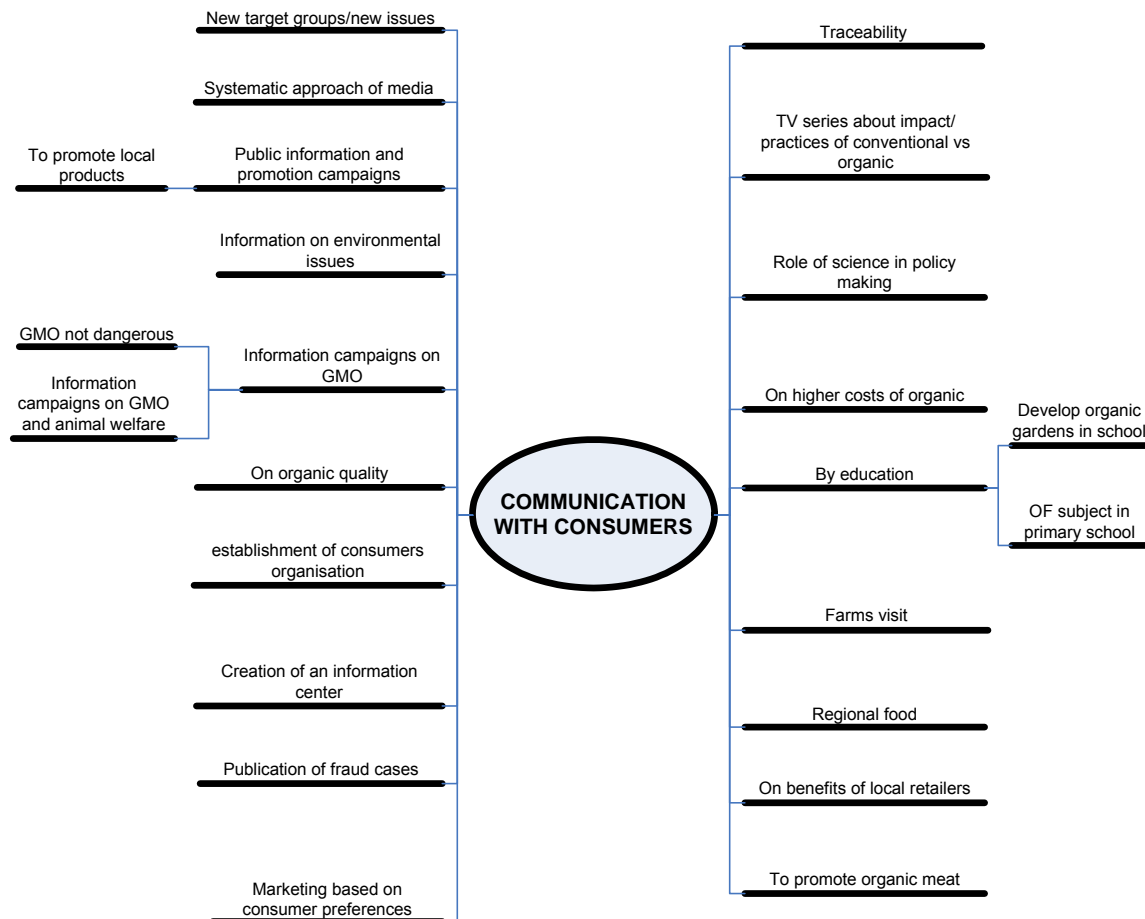 New target groups/new issues
Systematic approach of media
To promote local
products
Public information and
promotion campaigns
Information on environmental
issues
GMO not dangerous
Information
campaigns on GMO
and animal welfare
Information campaigns on
GMO
On organic quality
establishment of consumers
organisation
Creation of an information
center
Publication of fraud cases
Marketing based on
consumer preferences
COMMUNICATION
WITH CONSUMERS
Traceability
TV series about impact/
practices of conventional vs
organic
Role of science in policy
making
On higher costs of organic
By education
Develop organic
gardens in school
OF subject in
primary school
Farms visit
Regional food
On benefits of local retailers
To promote organic meat